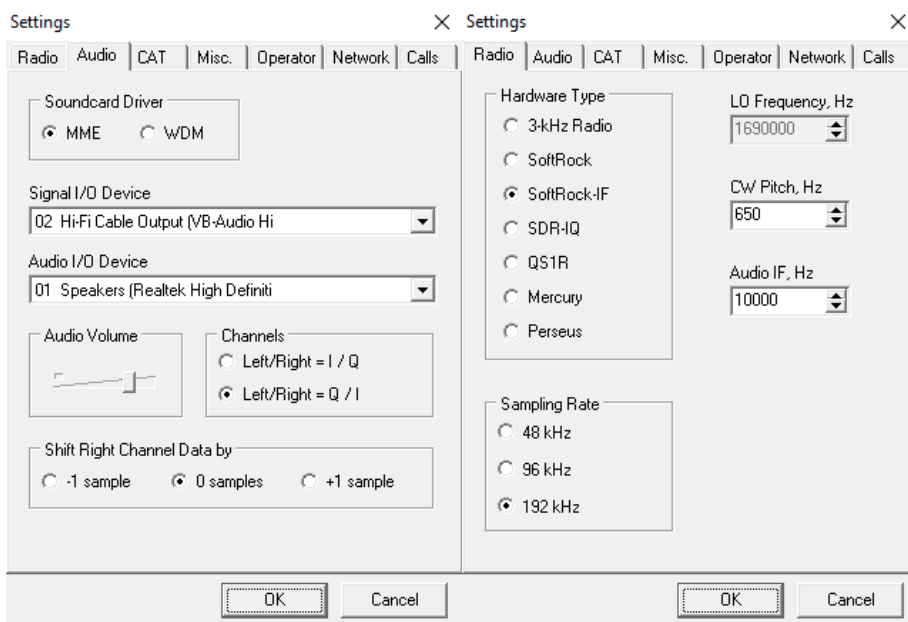 Settings
Radio Audio CAT Misc. Operator Network Calls
Soundcard Driver
MME WDM
Signal I/O Device
02 Hi-Fi Cable Output (VB-Audio Hi
Audio I/O Device
01 Speakers (Realtek High Definiti
Audio Volume
Channels
Left/Right = I / Q
Left/Right = Q / I
Shift Right Channel Data by
-1 sample 0 samples +1 sample
OK Cancel
Settings
Radio Audio CAT Misc. Operator Network Calls
Hardware Type
3-kHz Radio
SoftRock
SoftRock-IF
SDR-IQ
QS1R
Mercury
Perseus
LO Frequency, Hz
1690000
CW Pitch, Hz
650
Audio IF, Hz
10000
Sampling Rate
48 kHz
96 kHz
192 kHz
OK Cancel